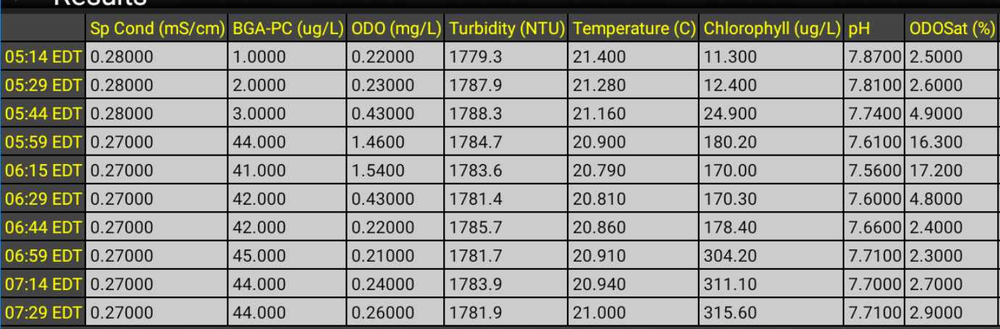 Results
Sp Cond (mS/cm) BGA-PC (ug/L) ODO (mg/L) Turbidity (NTU) Temperature (C) Chlorophyll (ug/L) pH ODOSat (%)
05:14 EDT 0.28000 1.0000 0.22000 1779.3 21.400 11.300 7.8700 2.5000
05:29 EDT 0.28000 2.0000 0.23000 1787.9 21.280 12.400 7.8100 2.6000
05:44 EDT 0.28000 3.0000 0.43000 1788.3 21.160 24.900 7.7400 4.9000
05:59 EDT 0.27000 44.000 1.4600 1784.7 20.900 180.20 7.6100 16.300
06:15 EDT 0.27000 41.000 1.5400 1783.6 20.790 170.00 7.5600 17.200
06:29 EDT 0.27000 42.000 0.43000 1781.4 20.810 170.30 7.6000 4.8000
06:44 EDT 0.27000 42.000 0.22000 1785.7 20.860 178.40 7.6600 2.4000
06:59 EDT 0.27000 45.000 0.21000 1781.7 20.910 304.20 7.7100 2.3000
07:14 EDT 0.27000 44.000 0.24000 1783.9 20.940 311.10 7.7000 2.7000
07:29 EDT 0.27000 44.000 0.26000 1781.9 21.000 315.60 7.7100 2.9000